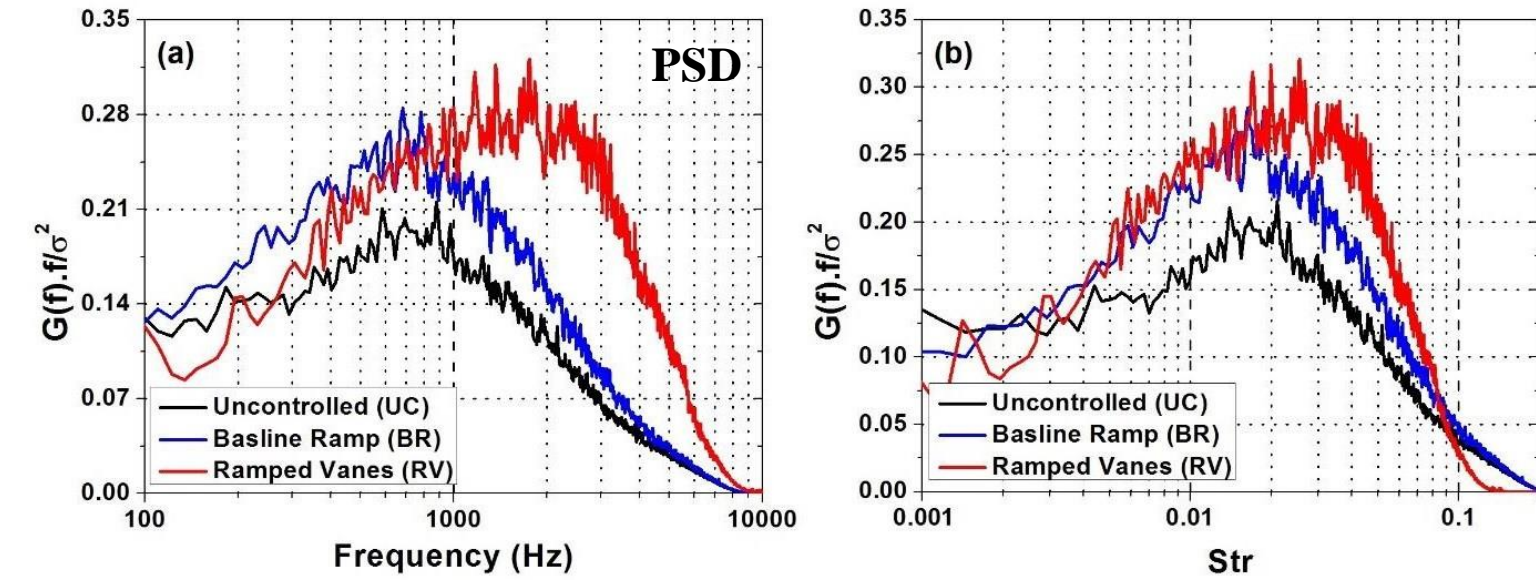 (a)
PSD
0.35
0.28
0.21
0.14
0.07
0.00
G(f).f/σ²
Uncontrolled (UC)
Basline Ramp (BR)
Ramped Vanes (RV)
100
1000
10000
Frequency (Hz)
(b)
0.35
0.30
0.25
0.20
0.15
0.10
0.05
0.00
G(f).f/σ²
Uncontrolled (UC)
Basline Ramp (BR)
Ramped Vanes (RV)
0.001
0.01
0.1
Str